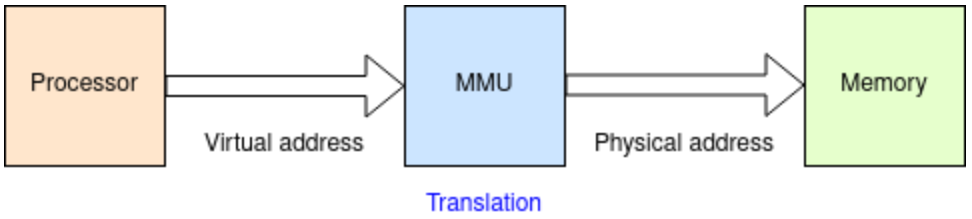 Processor
MMU
Memory
Virtual address
Physical address
Translation